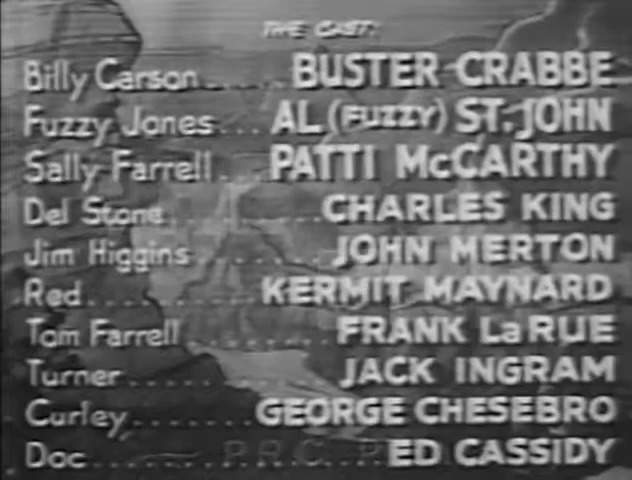 THE CAST:
Billy Carson..... BUSTER CRABBE
Fuzzy Jones... AL (FUZZY) ST. JOHN
Sally Farrell... PATTI McCARTHY
Del Stone........CHARLES KING
Jim Higgins........JOHN MERTON
Red..........KERMIT MAYNARD
Tom Farrell........FRANK LaRUE
Turner..........JACK INGRAM
Curley........GEORGE CHESEBRO
Doc.......... P.R.C. P. ED CASSIDY